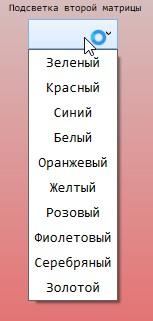 Подсветка второй матрицы
Зеленый
Красный
Синий
Белый
Оранжевый
Желтый
Розовый
Фиолетовый
Серебряный
Золотой